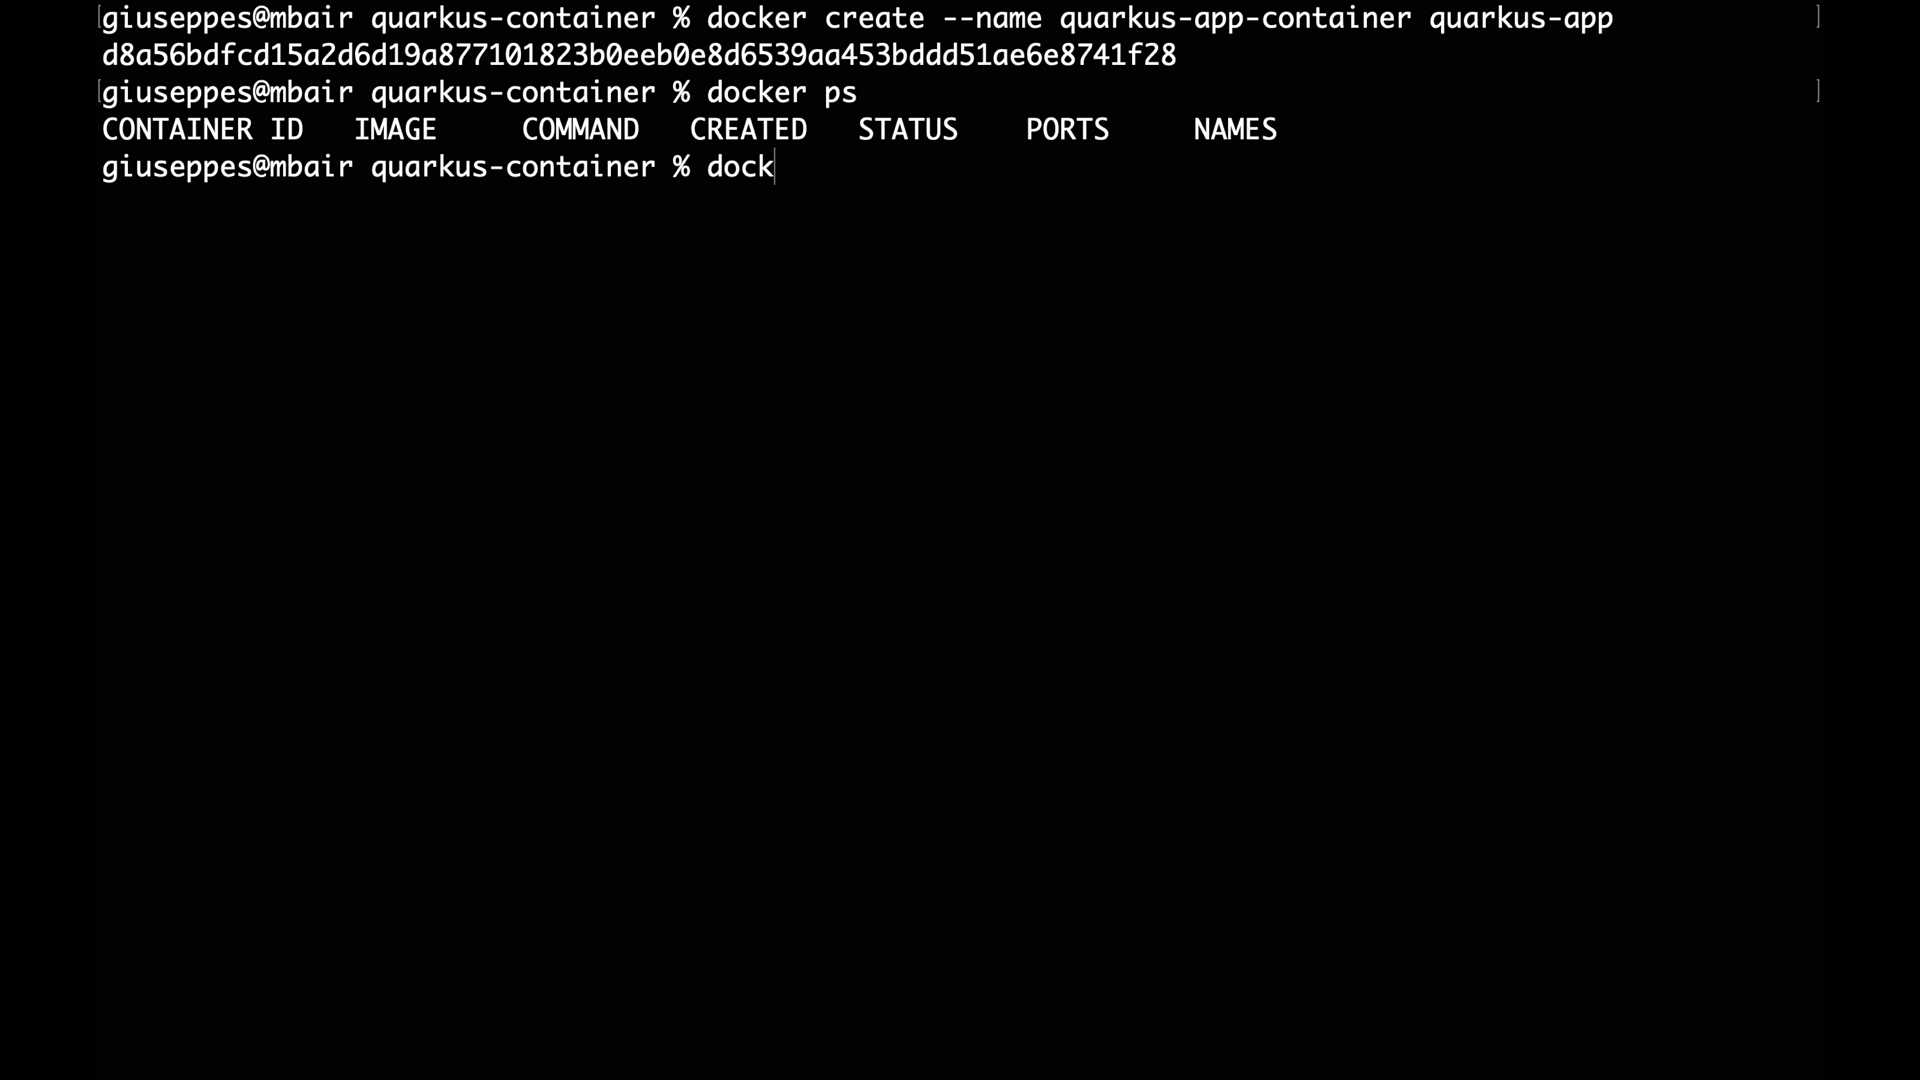 [giuseppes@mbair quarkus-container % docker create --name quarkus-app-container quarkus-app ]
d8a56bdfcd15a2d6d19a877101823b0eeb0e8d6539aa453bddd51ae6e8741f28
[giuseppes@mbair quarkus-container % docker ps ]
CONTAINER ID IMAGE COMMAND CREATED STATUS PORTS NAMES
giuseppes@mbair quarkus-container % dock